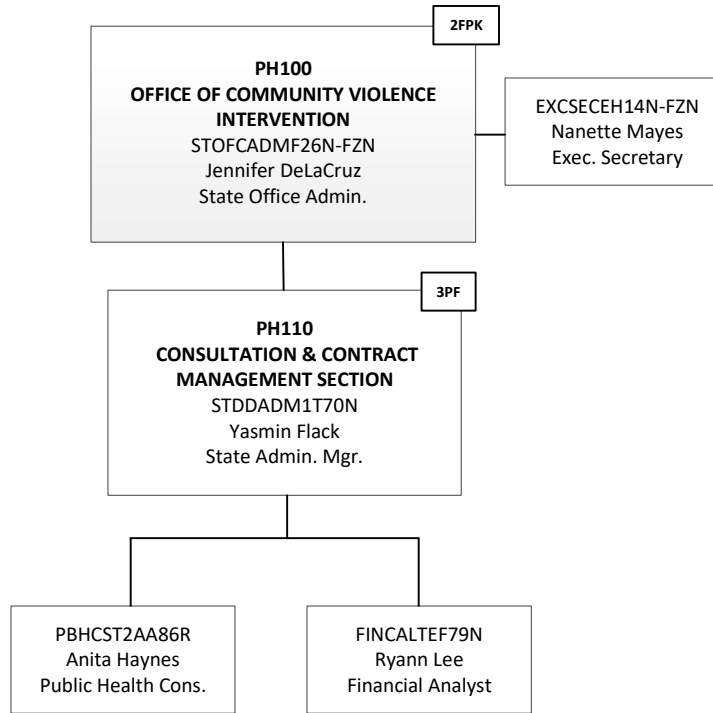 2FPK
PH100
OFFICE OF COMMUNITY VIOLENCE
INTERVENTION
STOFCADMF26N-FZN
Jennifer DeLaCruz
State Office Admin.
EXCSECEH14N-FZN
Nanette Mayes
Exec. Secretary
3PF
PH110
CONSULTATION & CONTRACT
MANAGEMENT SECTION
STDDADM1T70N
Yasmin Flack
State Admin. Mgr.
PBHCST2AA86R
Anita Haynes
Public Health Cons.
FINCALTEF79N
Ryann Lee
Financial Analyst